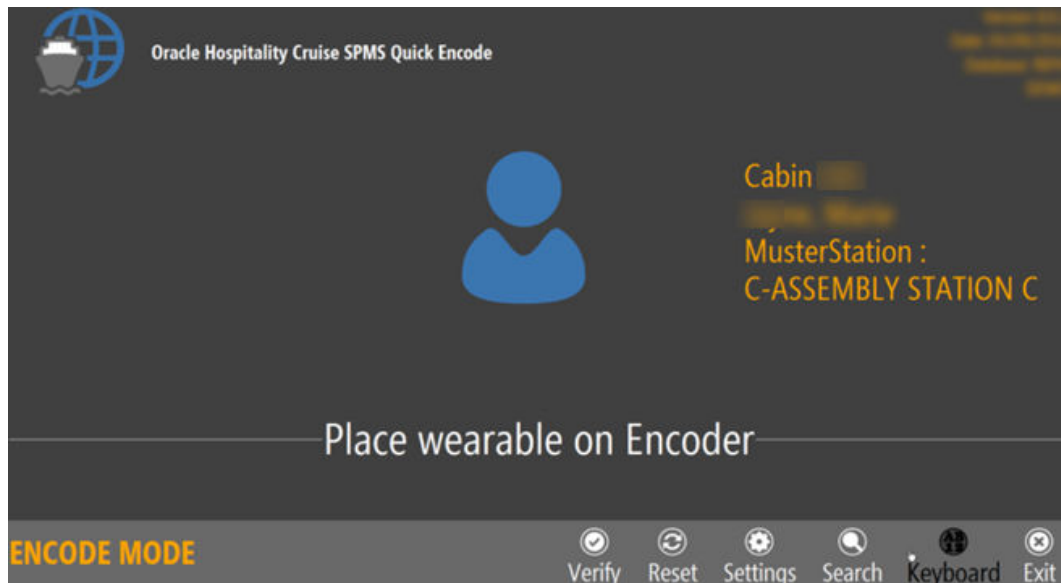 Oracle Hospitality Cruise SPMS Quick Encode
Cabin
MusterStation :
C-ASSEMBLY STATION C
Place wearable on Encoder
ENCODE MODE
Verify
Reset
Settings
Search
Keyboard
Exit